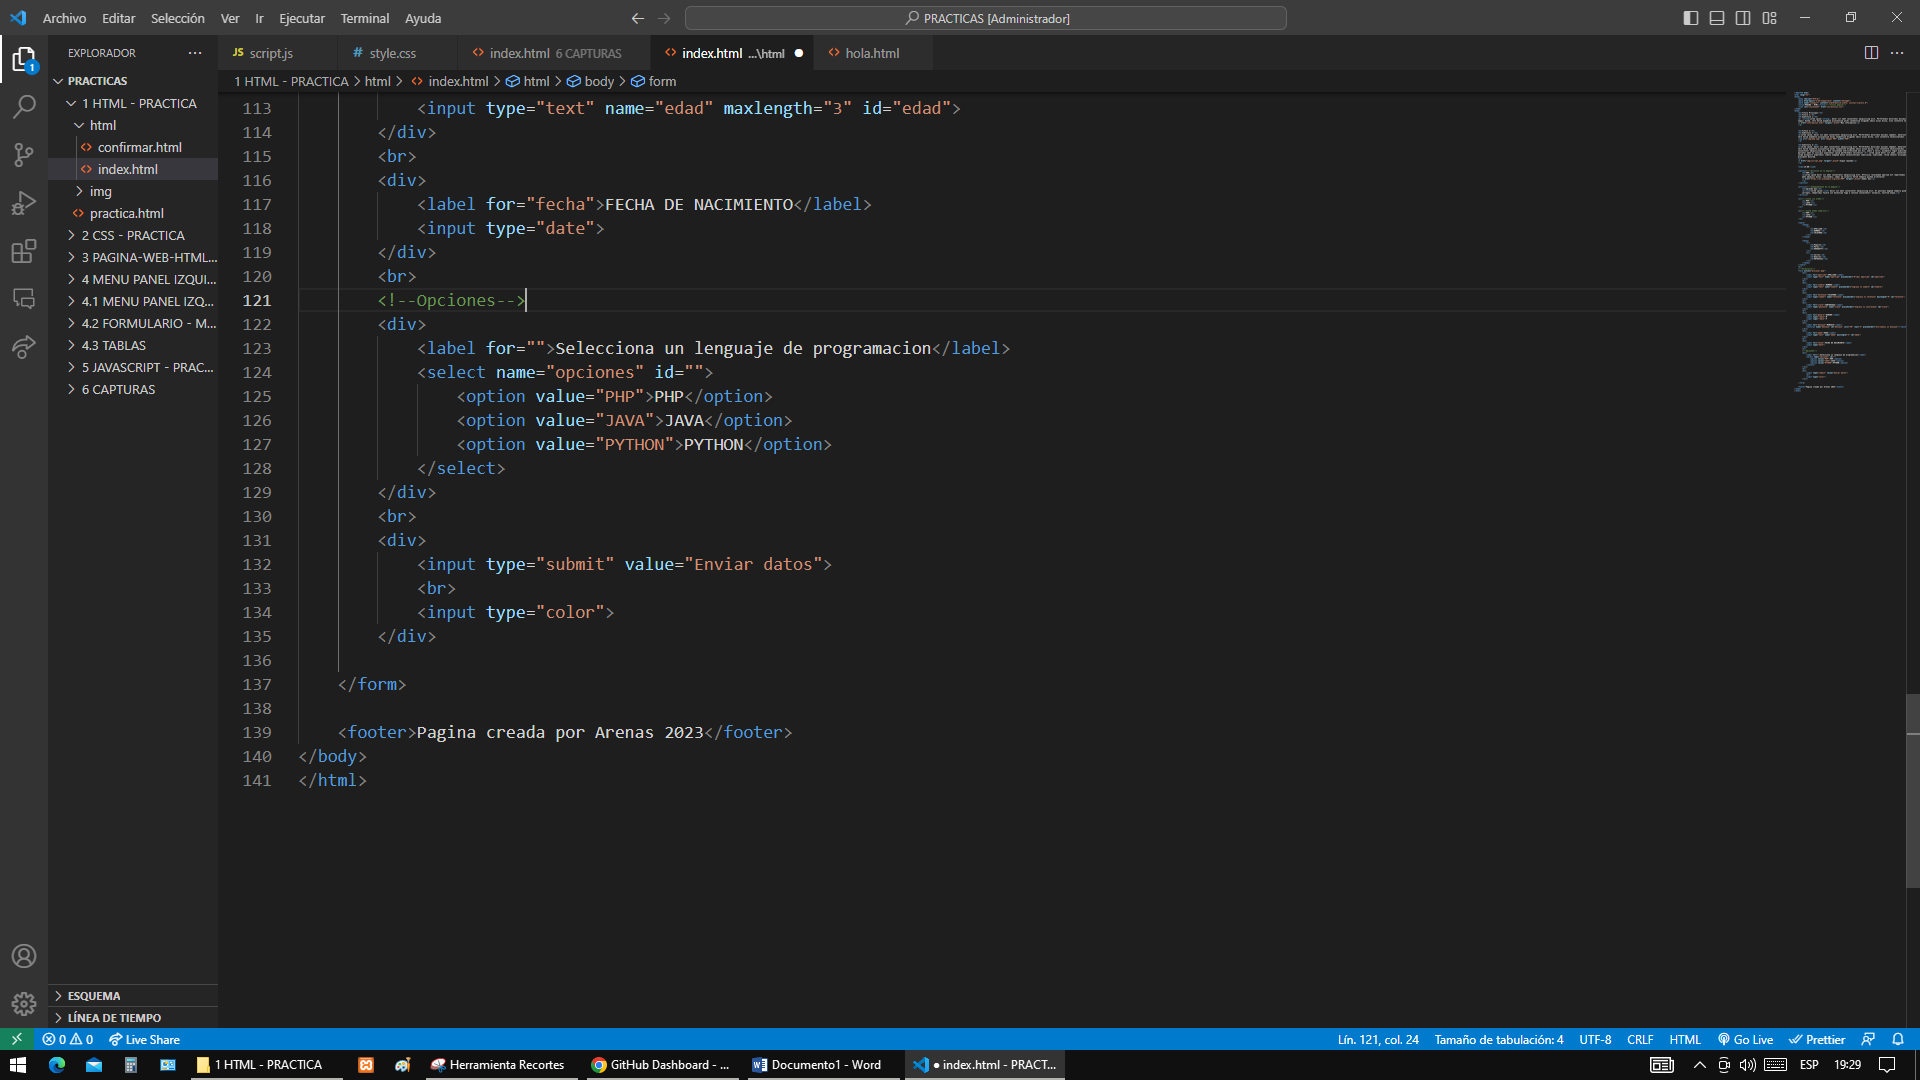 Archivo Editar Selección Ver Ir Ejecutar Terminal Ayuda
PRACTICAS [Administrador]
EXPLORADOR
JS script.js
# style.css
index.html 6 CAPTURAS
index.html ...\html
hola.html
1 HTML - PRACTICA > html > index.html > html > body > form
PRACTICAS
1 HTML - PRACTICA
html
confirmar.html
index.html
img
practica.html
2 CSS - PRACTICA
3 PAGINA-WEB-HTML...
4 MENU PANEL IZQUI...
4.1 MENU PANEL IZQ...
4.2 FORMULARIO - M...
4.3 TABLAS
5 JAVASCRIPT - PRAC...
6 CAPTURAS
ESQUEMA
LÍNEA DE TIEMPO
1
113 <input type="text" name="edad" maxlength="3" id="edad">
114 </div>
115 <br>
116 <div>
117 <label for="fecha">FECHA DE NACIMIENTO</label>
118 <input type="date">
119 </div>
120 <br>
121 <!--Opciones-->
122 <div>
123 <label for="">Selecciona un lenguaje de programacion</label>
124 <select name="opciones" id="">
125 <option value="PHP">PHP</option>
126 <option value="JAVA">JAVA</option>
127 <option value="PYTHON">PYTHON</option>
128 </select>
129 </div>
130 <br>
131 <div>
132 <input type="submit" value="Enviar datos">
133 <br>
134 <input type="color">
135 </div>
136
137 </form>
138
139 <footer>Pagina creada por Arenas 2023</footer>
140 </body>
141 </html>
0 0 Live Share
Lín. 121, col. 24 Tamaño de tabulación: 4 UTF-8 CRLF HTML Go Live Prettier
1 HTML - PRACTICA
Herramienta Recortes
GitHub Dashboard - ...
Documento1 - Word
● index.html - PRACT...
ESP 19:29